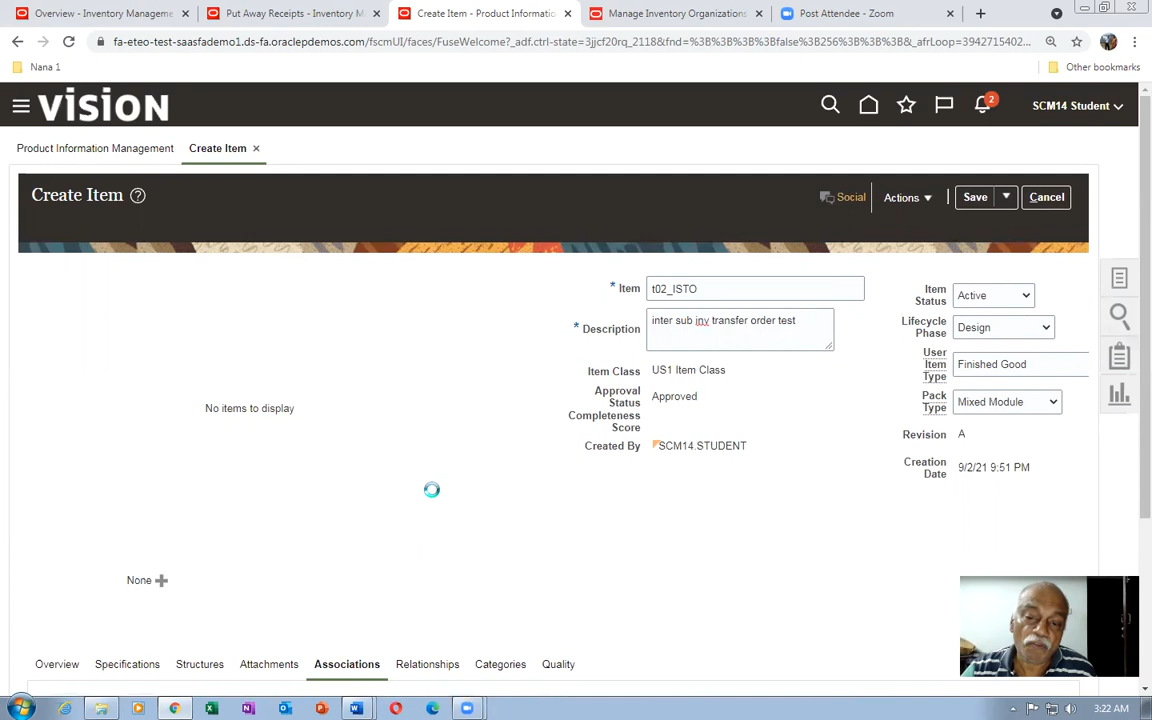 Overview - Inventory Manageme
Put Away Receipts - Inventory M
Create Item - Product Informatio
Manage Inventory Organizations
Post Attendee - Zoom
fa-eteo-test-saasfademo1.ds-fa.oraclepdemos.com/fscmUI/faces/FuseWelcome?_adf.ctrl-state=3jjcf20rq_2118&fnd=%3B%3B%3B%3Bfalse%3B256%3B%3B%3B&_afrLoop=3942715402...
Nana 1
Other bookmarks
VISION
2
SCM14 Student
Product Information Management
Create Item
Create Item
Social
Actions
Save
Cancel
* Item t02_ISTO
* Description inter sub inv transfer order test
Item Class US1 Item Class
Approval Status Approved
Completeness Score
Created By SCM14.STUDENT
Item Status Active
Lifecycle Phase Design
User Item Type Finished Good
Pack Type Mixed Module
Revision A
Creation Date 9/2/21 9:51 PM
No items to display
None
Overview
Specifications
Structures
Attachments
Associations
Relationships
Categories
Quality
3:22 AM